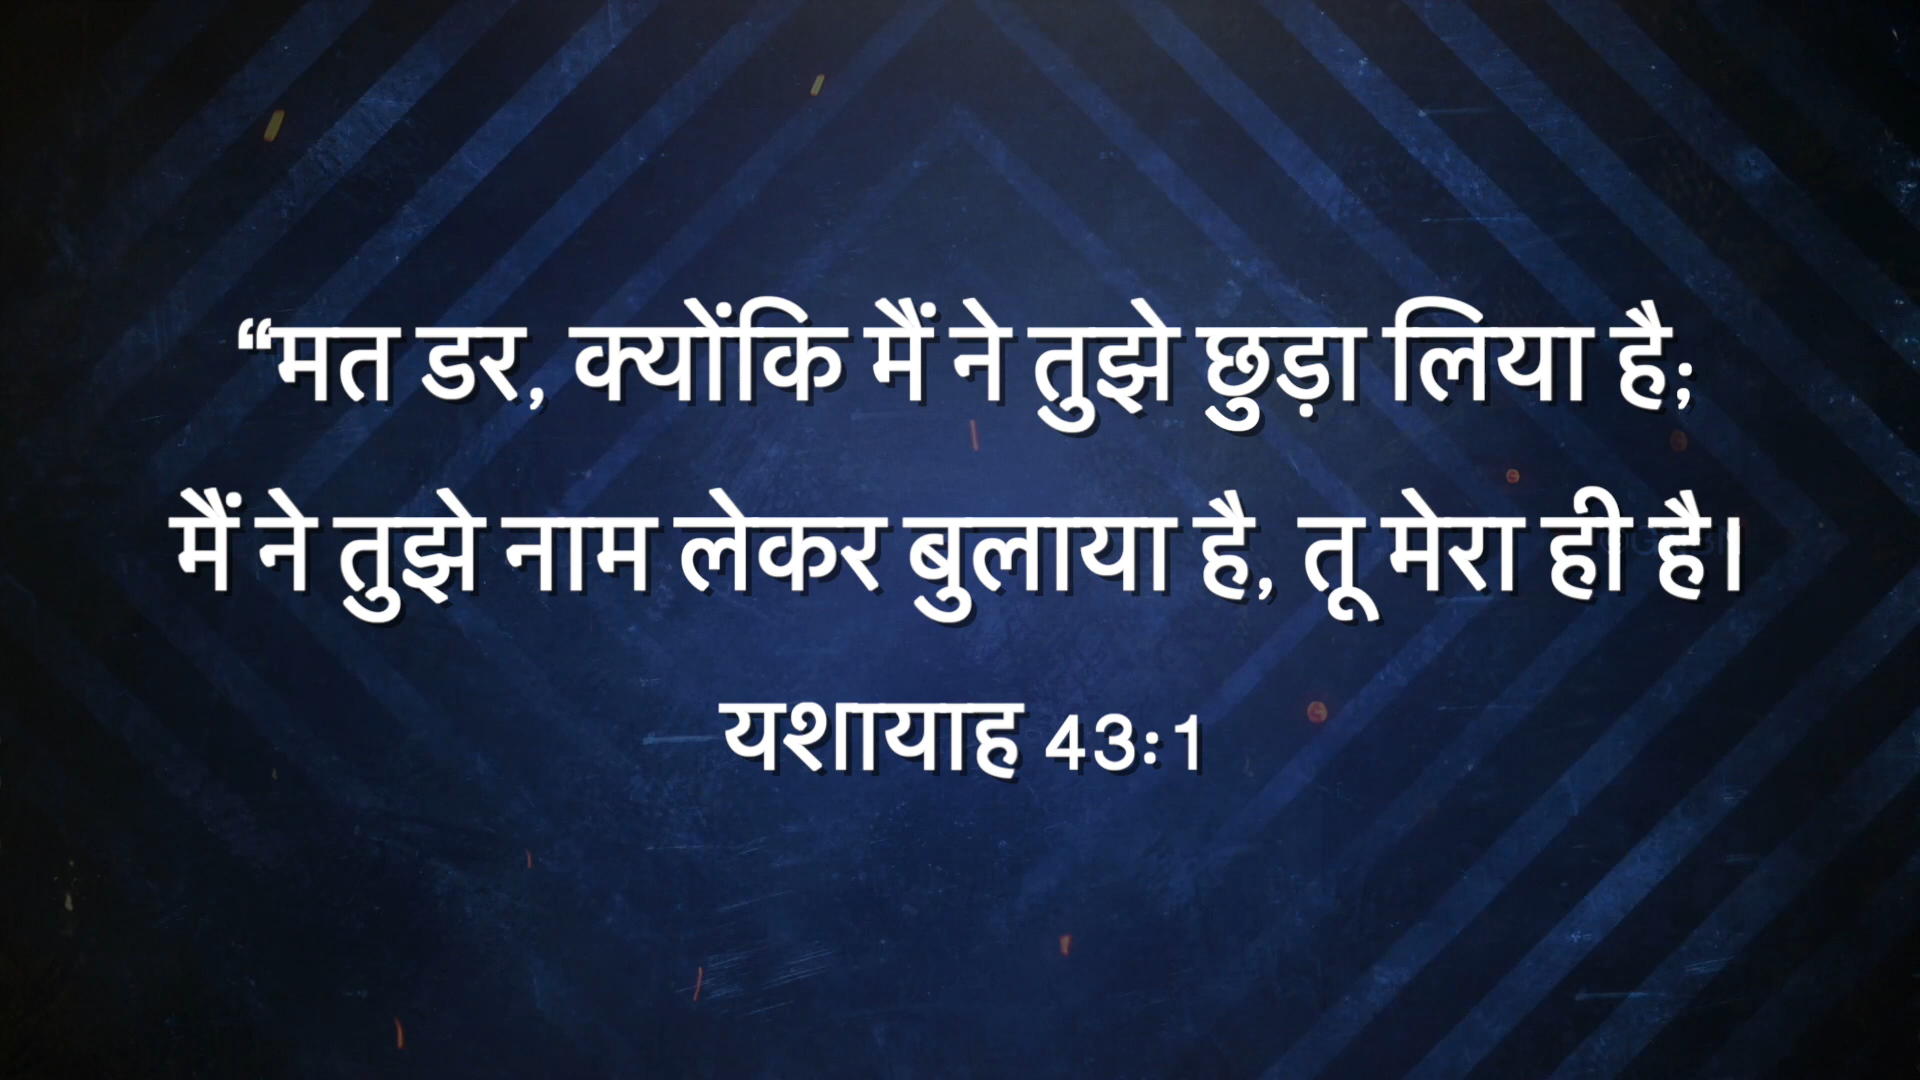 “मत डर, क्योंकि मैं ने तुझे छुड़ा लिया है;
मैं ने तुझे नाम लेकर बुलाया है, तू मेरा ही है।
यशायाह 43:1